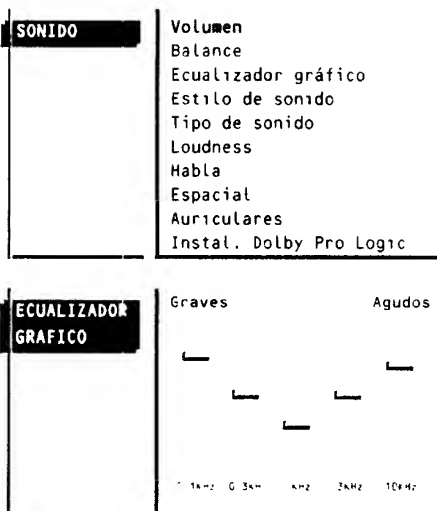 SONIDO
Volumen
Balance
Ecualizador gráfico
Estilo de sonido
Tipo de sonido
Loudness
Habla
Espacial
Auriculares
Instal. Dolby Pro Logic
ECUALIZADOR
GRAFICO
Graves Agudos
3KHz 10KHz